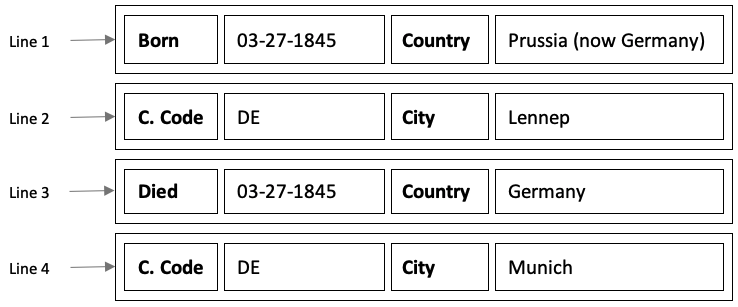 Line 1 Born 03-27-1845 Country Prussia (now Germany)
Line 2 C. Code DE City Lennep
Line 3 Died 03-27-1845 Country Germany
Line 4 C. Code DE City Munich